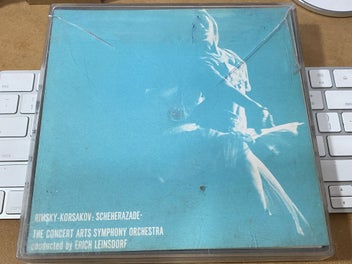 RIMSKY-KORSAKOV: SCHEHERAZADE-
THE CONCERT ARTS SYMPHONY ORCHESTRA
conducted by ERICH LEINSDORF